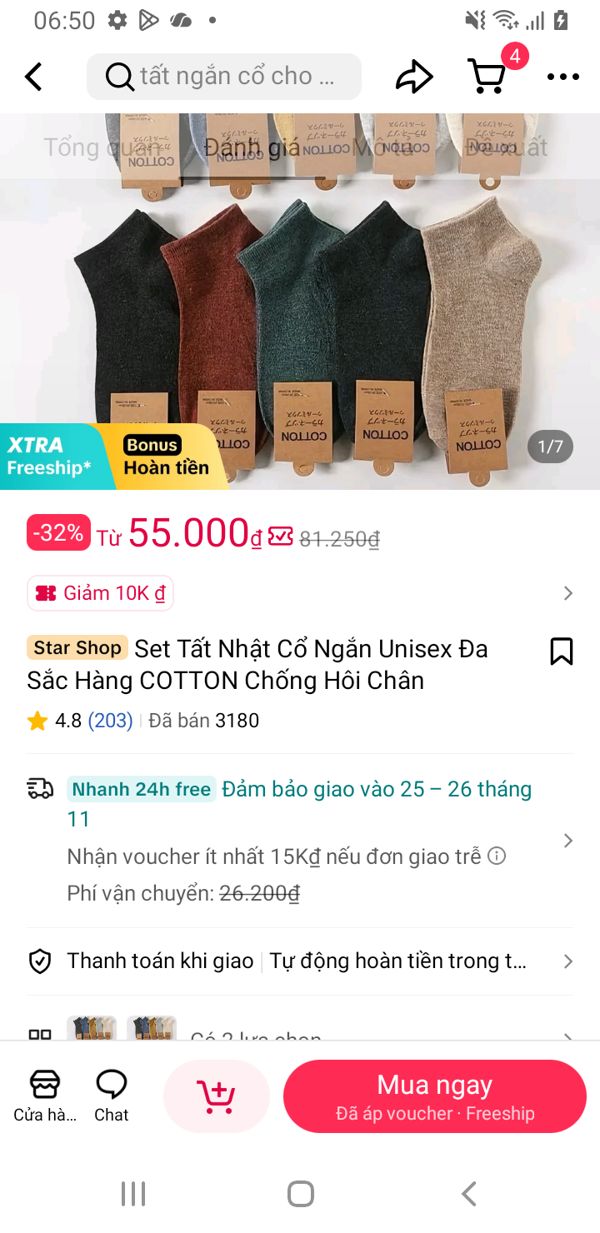 06:50
4
tất ngắn cổ cho ...
Tổng quan
Đánh giá
Mô tả
Đề xuất
COTTON
COTTON
COTTON
COTTON
COTTON
COTTON
COTTON
COTTON
XTRA
Freeship*
Bonus
Hoàn tiền
1/7
-32% Từ 55.000₫ 81.250₫
Giảm 10K ₫
Star Shop Set Tất Nhật Cổ Ngắn Unisex Đa
Sắc Hàng COTTON Chống Hôi Chân
4.8 (203) Đã bán 3180
Nhanh 24h free Đảm bảo giao vào 25 – 26 tháng
11
Nhận voucher ít nhất 15K₫ nếu đơn giao trễ
Phí vận chuyển: 26.200₫
Thanh toán khi giao Tự động hoàn tiền trong t...
Có 2 lựa chọn
Mua ngay
Đã áp voucher · Freeship
Cửa hà...
Chat